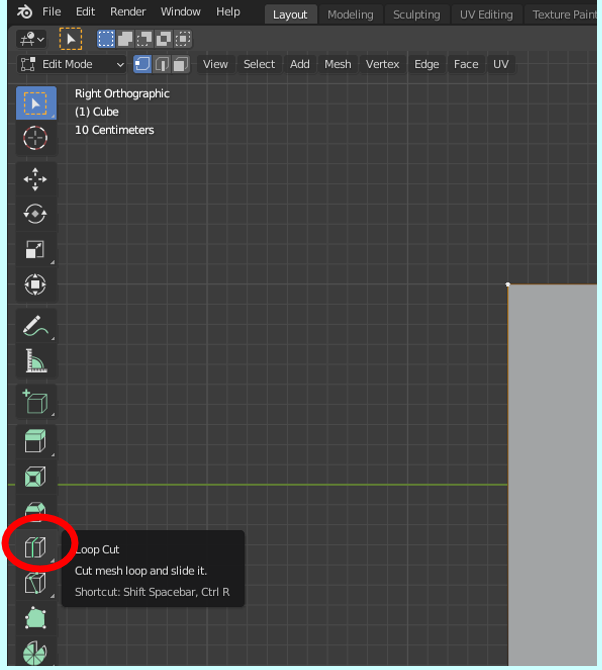 File Edit Render Window Help Layout Modeling Sculpting UV Editing Texture Paint
Edit Mode View Select Add Mesh Vertex Edge Face UV
Right Orthographic
(1) Cube
10 Centimeters
Loop Cut
Cut mesh loop and slide it.
Shortcut: Shift Spacebar, Ctrl R